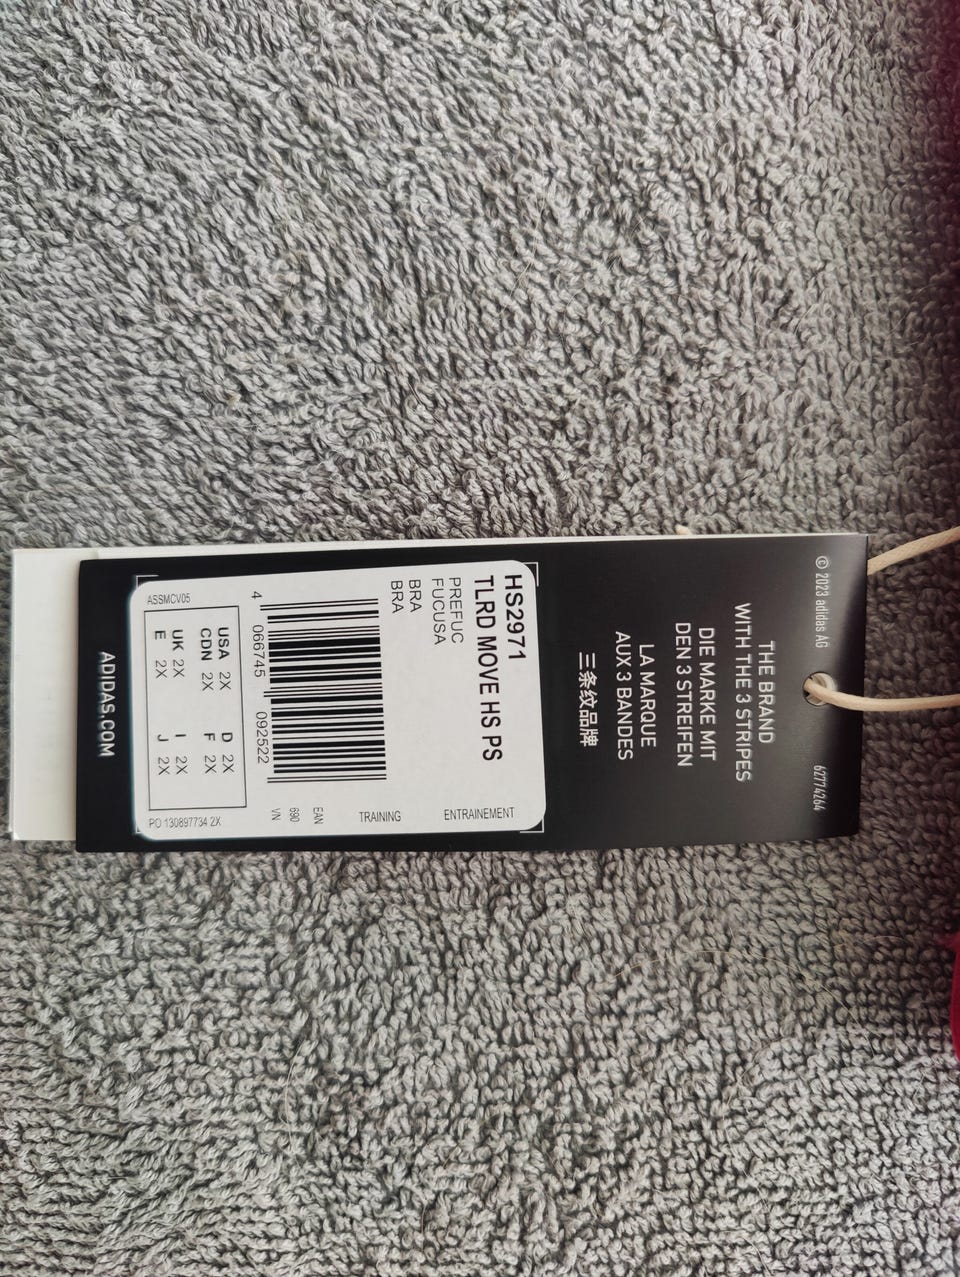 © 2023 adidas AG
62774264
THE BRAND
WITH THE 3 STRIPES
DIE MARKE MIT
DEN 3 STREIFEN
LA MARQUE
AUX 3 BANDES
三条纹品牌
HS2971
TLRD MOVE HS PS
PREFUC
FUCUSA
BRA
BRA
ENTRAINEMENT
TRAINING
EAN
690
VN
4 066745 092522
USA 2X D 2X
CDN 2X F 2X
UK 2X I 2X
E 2X J 2X
ASSMCV05
PO 130897734 2X
ADIDAS.COM